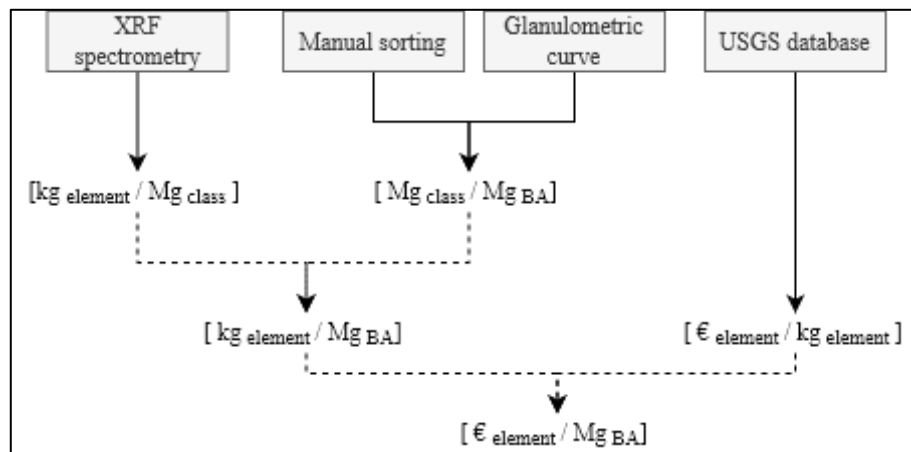 XRF
spectrometry
Manual sorting
Glanulometric
curve
USGS database
[kg element / Mg class ]
[ Mg class / Mg BA]
[ kg element / Mg BA]
[ € element / kg element ]
[ € element / Mg BA]